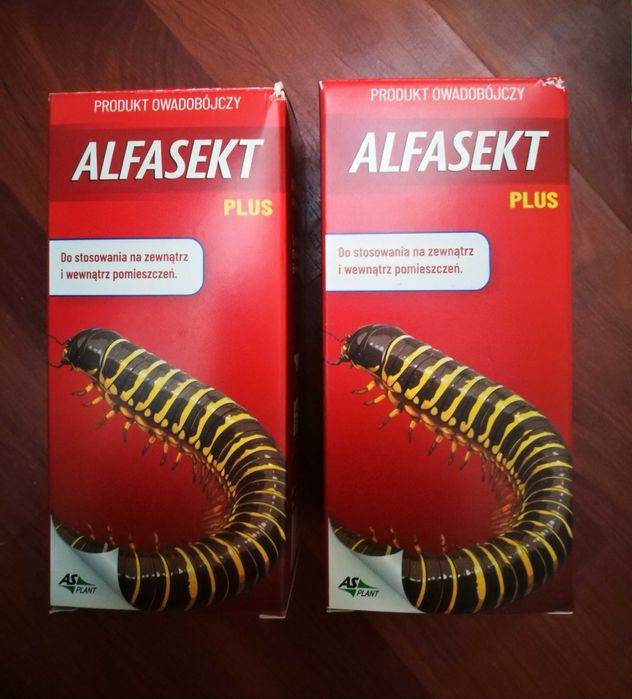 PRODUKT OWADOBÓJCZY
ALFASEKT
PLUS
Do stosowania na zewnątrz
i wewnątrz pomieszczeń.
AS
PLANT
PRODUKT OWADOBÓJCZY
ALFASEKT
PLUS
Do stosowania na zewnątrz
i wewnątrz pomieszczeń.
AS
PLANT